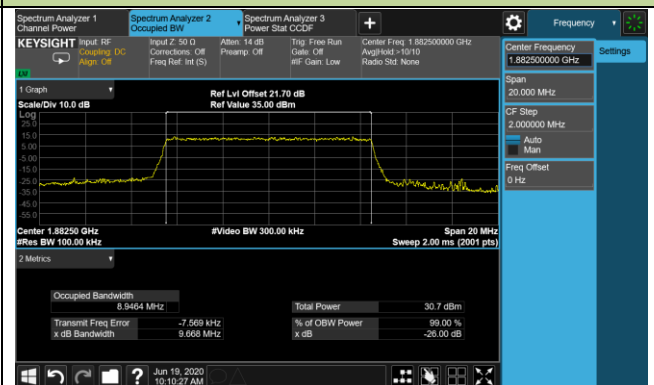 Spectrum Analyzer 1
Channel Power
Spectrum Analyzer 2
Occupied BW
Spectrum Analyzer 3
Power Stat CCDF
+
Frequency
KEYSIGHT
Input: RF
Coupling: DC
Align: Off
Input Z: 50 Ω
Corrections: Off
Freq Ref: Int (S)
Atten: 14 dB
Preamp: Off
Trig: Free Run
Gate: Off
#IF Gain: Low
Center Freq: 1.882500000 GHz
Avg|Hold:>10/10
Radio Std: None
LXI
Center Frequency
1.882500000 GHz
Settings
Span
20.000 MHz
CF Step
2.000000 MHz
Auto
Man
Freq Offset
0 Hz
1 Graph
Scale/Div 10.0 dB
Ref Lvl Offset 21.70 dB
Ref Value 35.00 dBm
Log
25.0
15.0
5.00
-5.00
-15.0
-25.0
-35.0
-45.0
-55.0
Center 1.88250 GHz
#Res BW 100.00 kHz
#Video BW 300.00 kHz
Span 20 MHz
Sweep 2.00 ms (2001 pts)
2 Metrics
Occupied Bandwidth
8.9464 MHz
Total Power 30.7 dBm
Transmit Freq Error -7.569 kHz
% of OBW Power 99.00 %
x dB Bandwidth 9.668 MHz
x dB -26.00 dB
?
Jun 19, 2020
10:10:27 AM